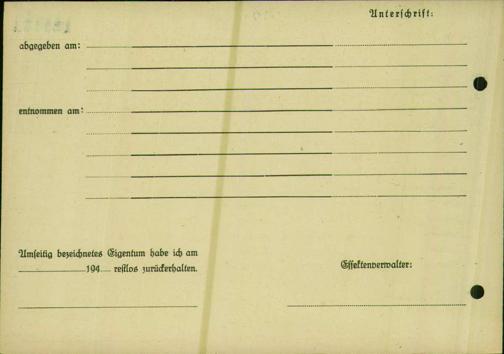 Unterschrift:
abgegeben am:
entnommen am:
Umseitig bezeichnetes Eigentum habe ich am
194 restlos zurückerhalten.
Effektenverwalter: